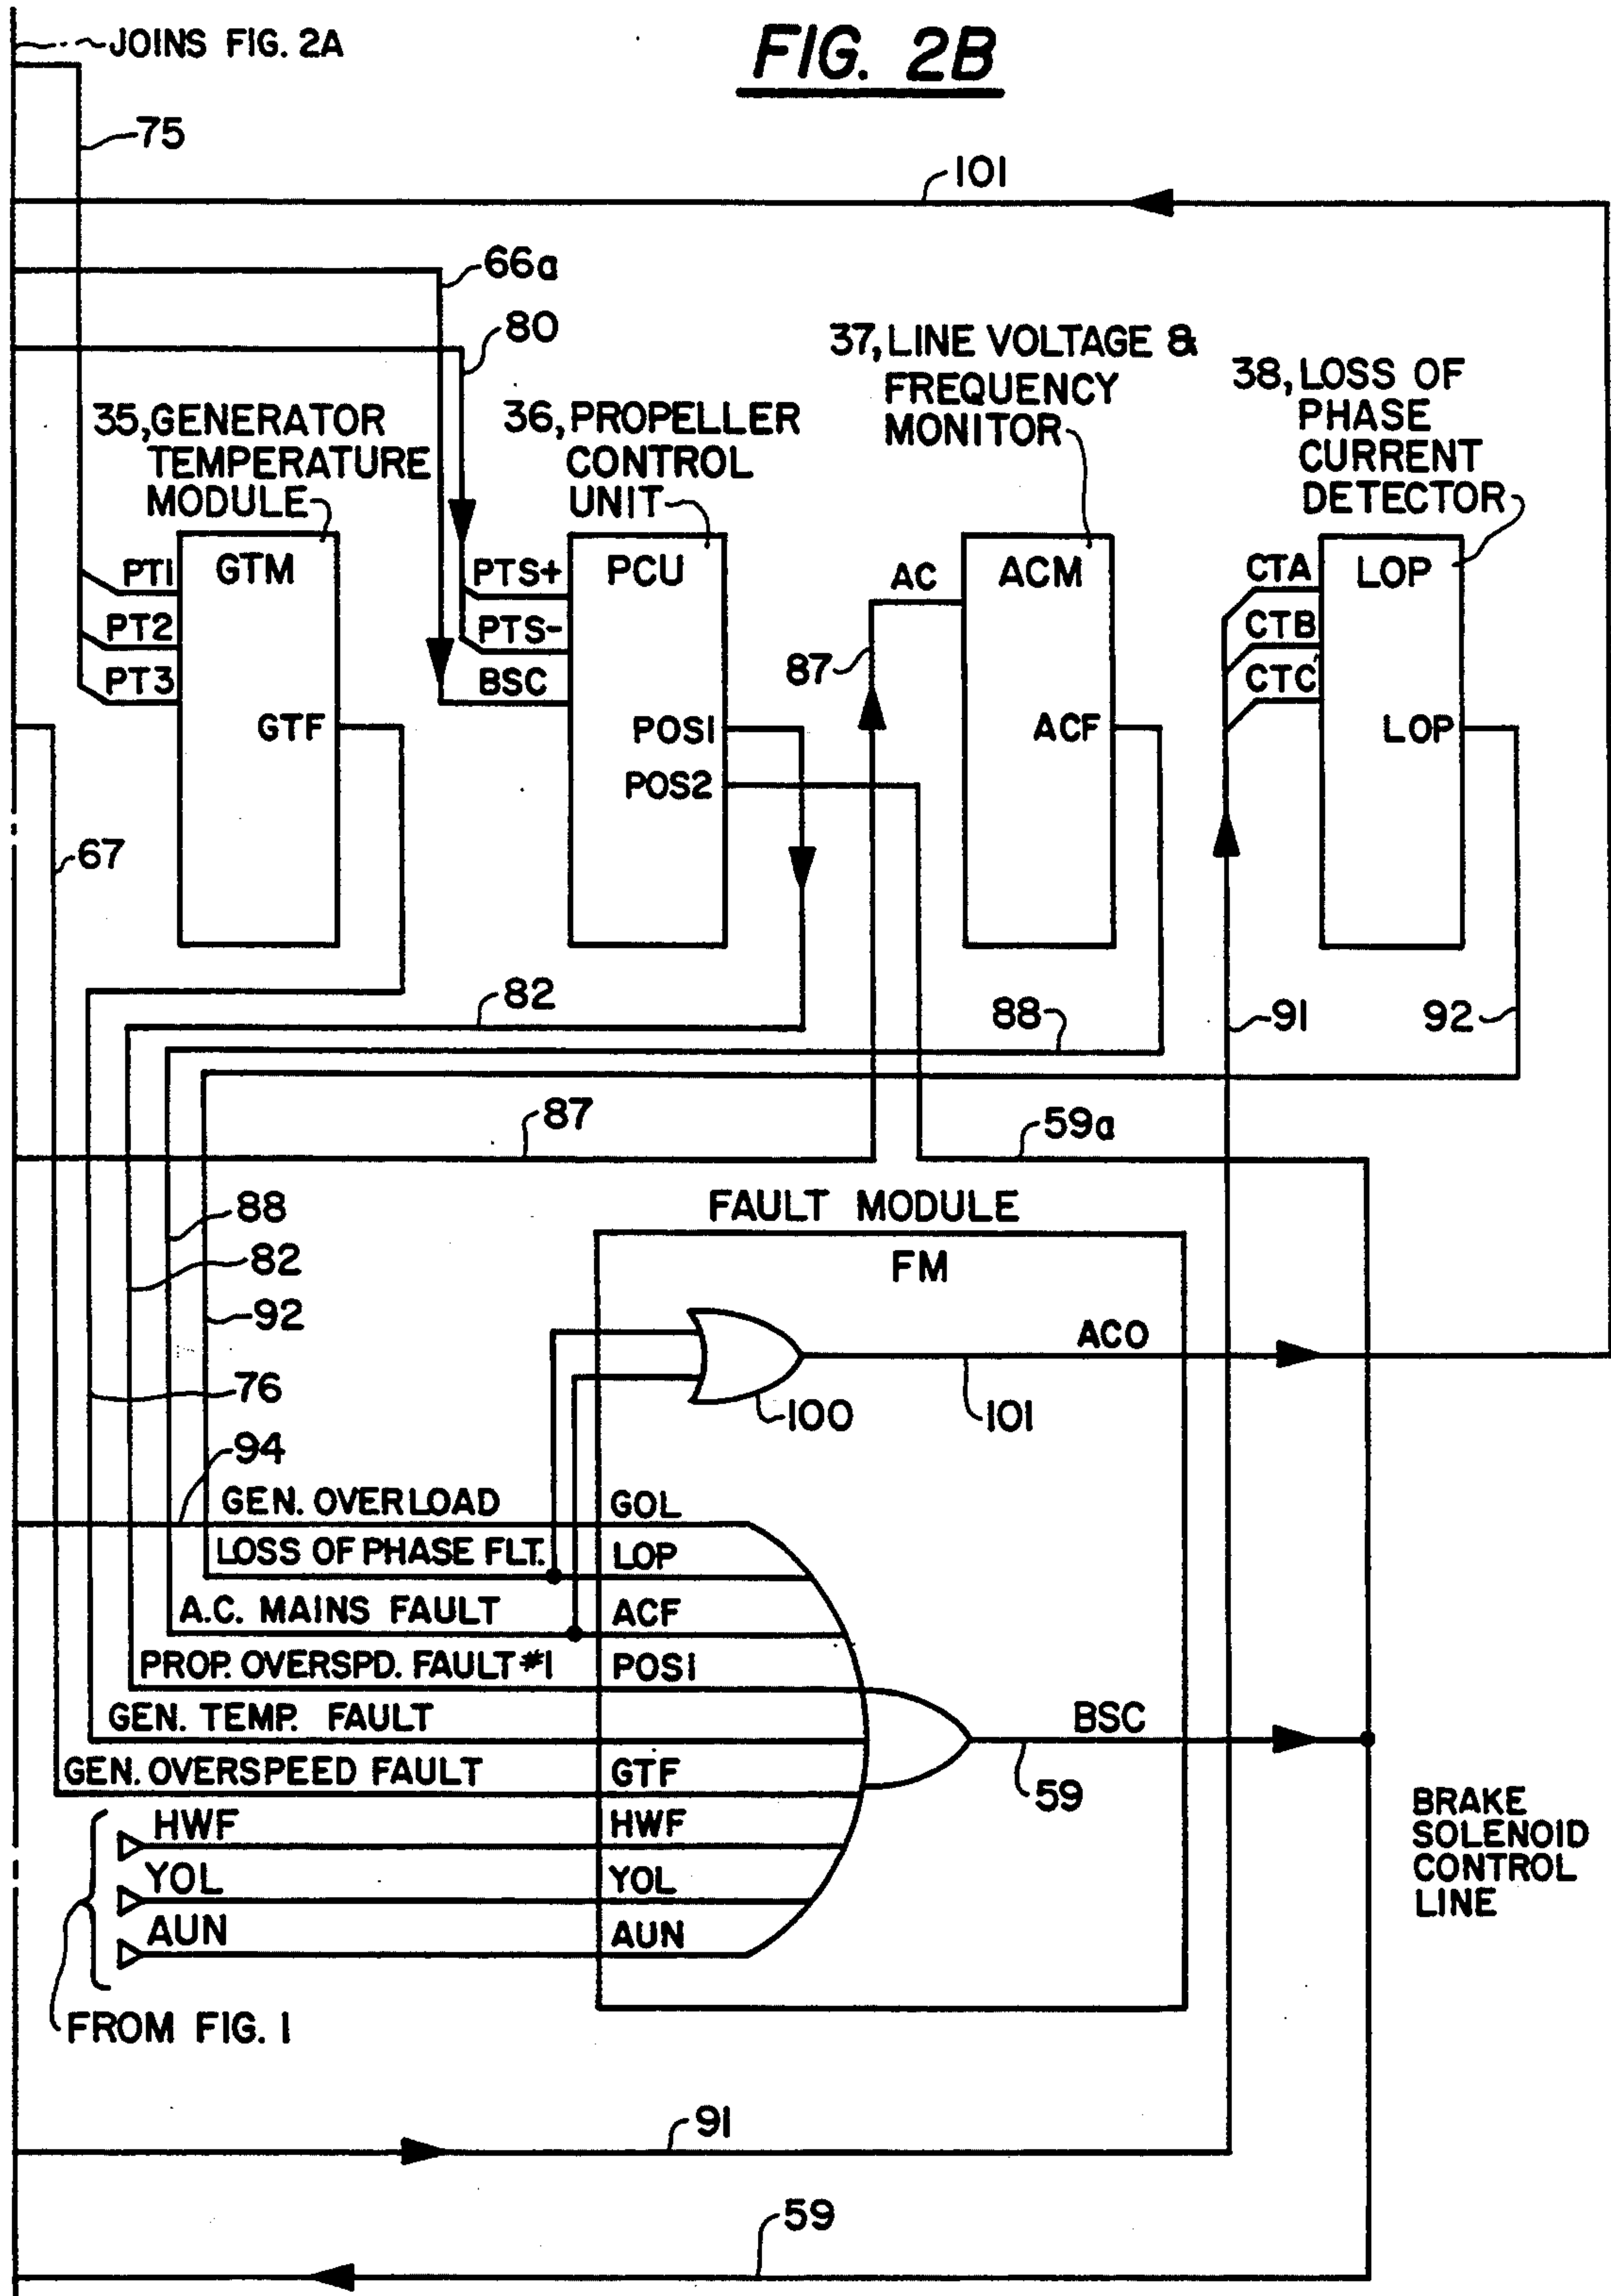 FIG. 2B
JOINS FIG. 2A
75
101
66a
80
35, GENERATOR
TEMPERATURE
MODULE
36, PROPELLER
CONTROL
UNIT
37, LINE VOLTAGE &
FREQUENCY
MONITOR
38, LOSS OF
PHASE
CURRENT
DETECTOR
PT1
PT2
PT3
GTM
GTF
PTS+
PTS-
BSC
PCU
POS1
POS2
AC
87
ACM
ACF
CTA
CTB
CTC
LOP
LOP
67
82
88
91
92
87
59a
88
82
92
76
94
FAULT MODULE
FM
ACO
100
101
GEN. OVERLOAD
GOL
LOSS OF PHASE FLT.
LOP
A.C. MAINS FAULT
ACF
PROP. OVERSPD. FAULT #1
POS1
GEN. TEMP. FAULT
BSC
GEN. OVERSPEED FAULT
GTF
59
HWF
HWF
YOL
YOL
AUN
AUN
BRAKE
SOLENOID
CONTROL
LINE
FROM FIG. 1
91
59